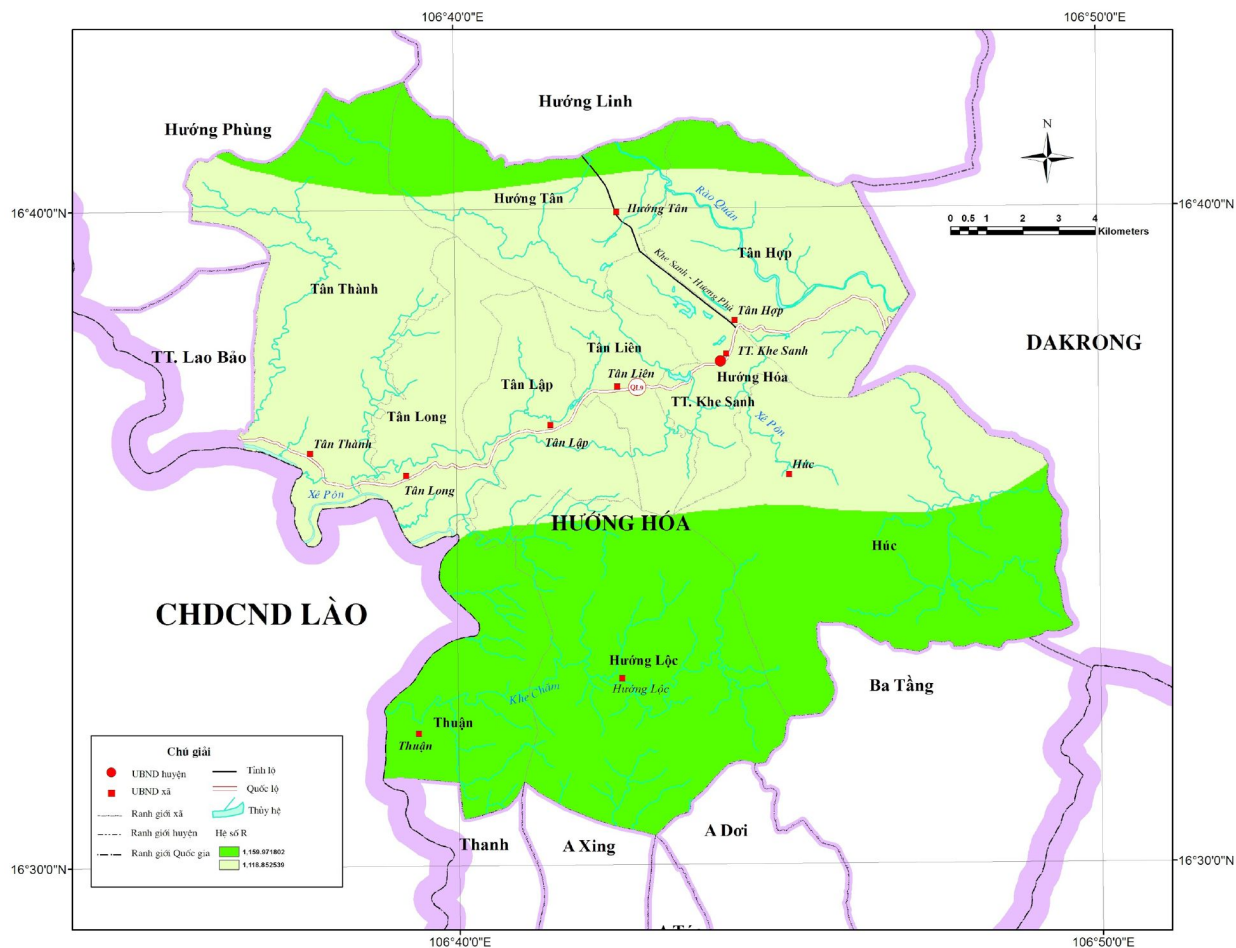 106°40'0"E
106°50'0"E
Hướng Linh
Hướng Phùng
N
Rào Quán
Hướng Tân
Hướng Tân
16°40'0"N
16°40'0"N
0 0.5 1 2 3 4
Kilometers
Tân Hợp
Khe Sanh - Hương Phù
Tân Thành
Tân Hợp
TT. Lao Bảo
Tân Liên
TT. Khe Sanh
DAKRONG
Tân Liên
Hướng Hóa
Tân Lập
QL9
TT. Khe Sanh
Tân Long
Xê Pôn
Tân Lập
Tân Thành
Húc
Tân Long
Xê Pôn
HƯỚNG HÓA
Húc
CHDCND LÀO
Hướng Lộc
Hướng Lộc
Khe Châm
Ba Tầng
Thuận
Thuận
Chú giải
UBND huyện
Tỉnh lộ
UBND xã
Quốc lộ
Ranh giới xã
Thủy hệ
Ranh giới huyện
Hệ số R
Ranh giới Quốc gia
1,159.971802
1,116.852539
Thanh
A Xing
A Dơi
16°30'0"N
16°30'0"N
106°40'0"E
106°50'0"E